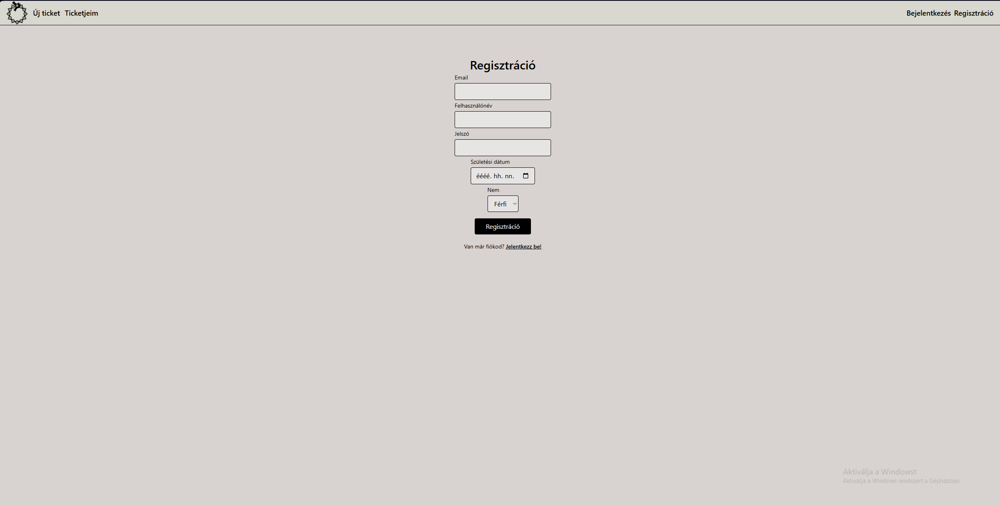 Új ticket Ticketjeim Bejelentkezés Regisztráció
Regisztráció
Email
Felhasználónév
Jelszó
Születési dátum
éééé. hh. nn.
Nem
Férfi
Regisztráció
Van már fiókod? Jelentkezz be!
Aktiválja a Windowst
Aktiválja a Windows rendszert a Gépházban.